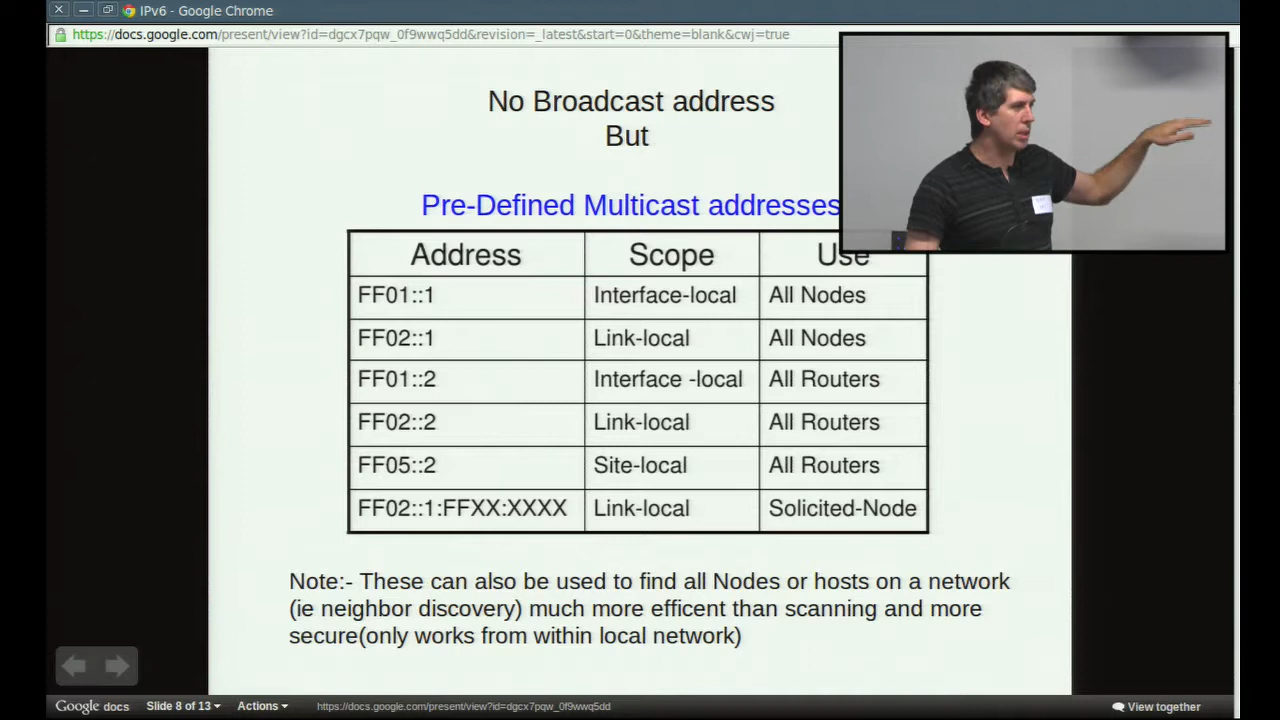 IPv6 - Google Chrome
https://docs.google.com/present/view?id=dgcx7pqw_0f9wwq5dd&revision=_latest&start=0&theme=blank&cwj=true
No Broadcast address
But
Pre-Defined Multicast addresses
Address Scope Use
FF01::1 Interface-local All Nodes
FF02::1 Link-local All Nodes
FF01::2 Interface -local All Routers
FF02::2 Link-local All Routers
FF05::2 Site-local All Routers
FF02::1:FFXX:XXXX Link-local Solicited-Node
Note:- These can also be used to find all Nodes or hosts on a network
(ie neighbor discovery) much more efficent than scanning and more
secure(only works from within local network)
Google docs Slide 8 of 13 Actions https://docs.google.com/present/view?id=dgcx7pqw_0f9wwq5dd View together